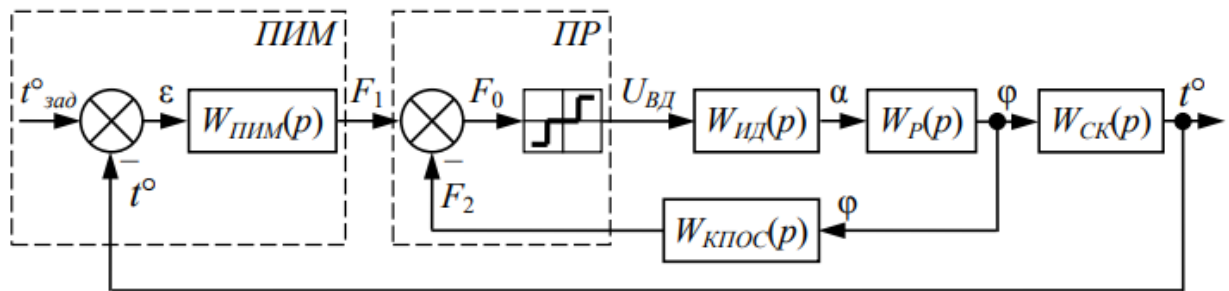 ПИМ
ПР
t°зад
ε
WПИМ(p)
F1
F0
UВД
WИД(p)
α
WР(p)
φ
WСК(p)
t°
−
t°
−
F2
WКПОС(p)
φ